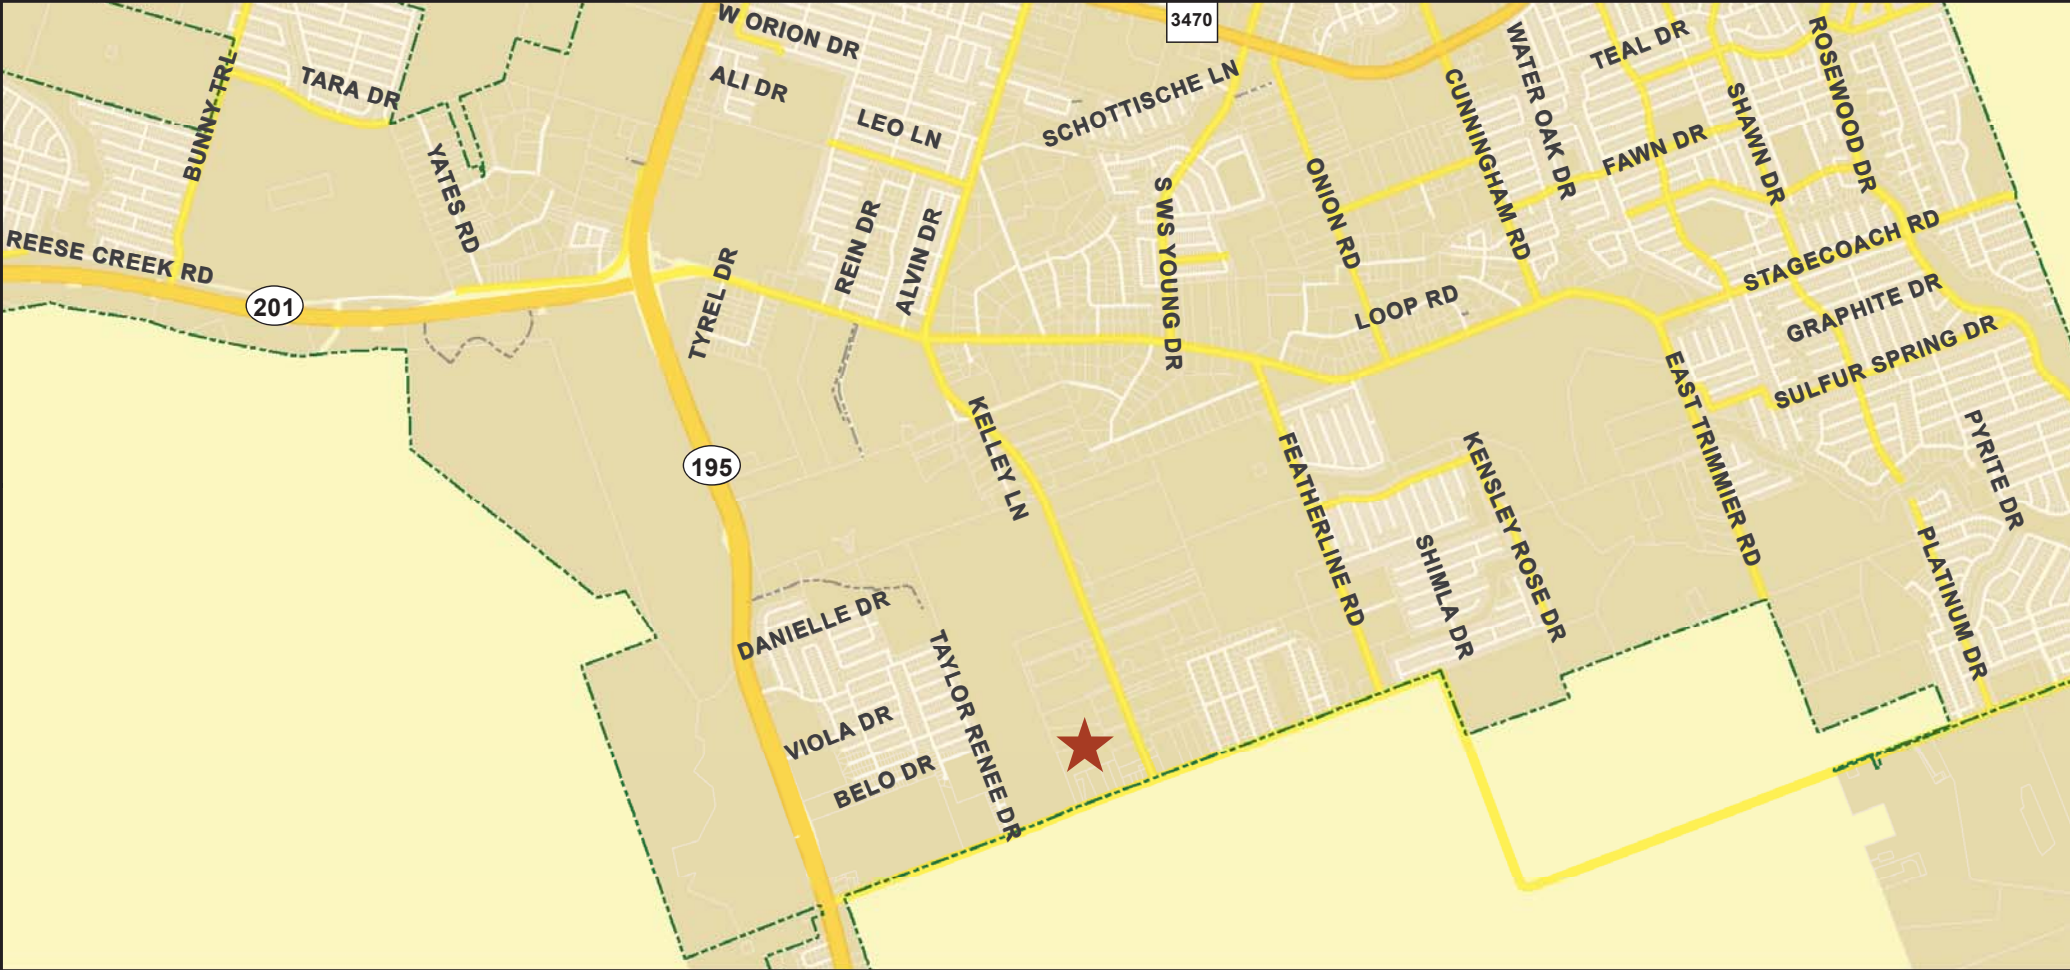 3470
W ORION DR
WATER OAK DR
TEAL DR
ROSEWOOD DR
BUNNY TRL
TARA DR
ALI DR
SCHOTTISCHE LN
CUNNINGHAM RD
SHAWN DR
LEO LN
FAWN DR
YATES RD
ONION RD
S WS YOUNG DR
REIN DR
ALVIN DR
STAGECOACH RD
REESE CREEK RD
201
TYREL DR
LOOP RD
GRAPHITE DR
SULFUR SPRING DR
EAST TRIMMIER RD
KELLEY LN
PYRITE DR
195
FEATHERLINE RD
KENSLEY ROSE DR
SHIMLA DR
PLATINUM DR
DANIELLE DR
TAYLOR RENEE DR
VIOLA DR
BELO DR